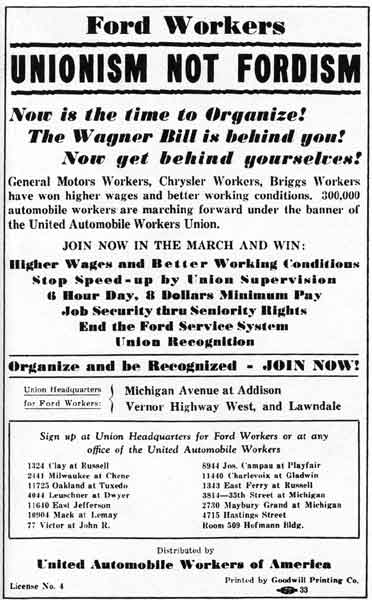 Ford Workers
UNIONISM NOT FORDISM
Now is the time to Organize!
The Wagner Bill is behind you!
Now get behind yourselves!
General Motors Workers, Chrysler Workers, Briggs Workers
have won higher wages and better working conditions. 300,000
automobile workers are marching forward under the banner of
the United Automobile Workers Union.
JOIN NOW IN THE MARCH AND WIN:
Higher Wages and Better Working Conditions
Stop Speed-up by Union Supervision
6 Hour Day, 8 Dollars Minimum Pay
Job Security thru Seniority Rights
End the Ford Service System
Union Recognition
Organize and be Recognized - JOIN NOW!
Union Headquarters
for Ford Workers:
Michigan Avenue at Addison
Vernor Highway West, and Lawndale
Sign up at Union Headquarters for Ford Workers or at any
office of the United Automobile Workers
1324 Clay at Russell
2441 Milwaukee at Chene
11725 Oakland at Tuxedo
4044 Leuschner at Dwyer
11640 East Jefferson
10904 Mack at Lemay
77 Victor at John R.
8944 Jos. Campau at Playfair
11440 Charlevoix at Gladwin
1343 East Ferry at Russell
3814—35th Street at Michigan
2730 Maybury Grand at Michigan
4715 Hastings Street
Room 509 Hofmann Bldg.
Distributed by
United Automobile Workers of America
License No. 4
Printed by Goodwill Printing Co.
33